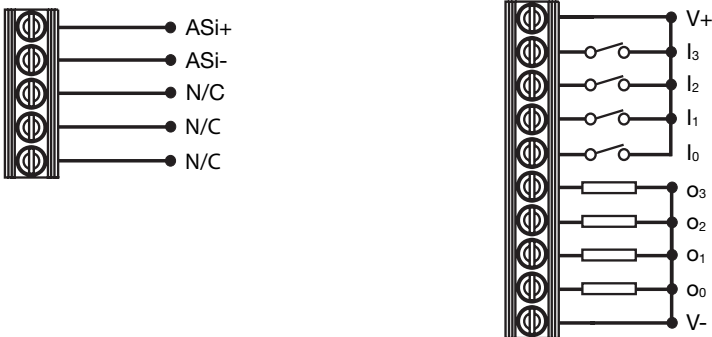 ASi+
ASi-
N/C
N/C
N/C
V+
I₃
I₂
I₁
I₀
o₃
o₂
o₁
o₀
V-